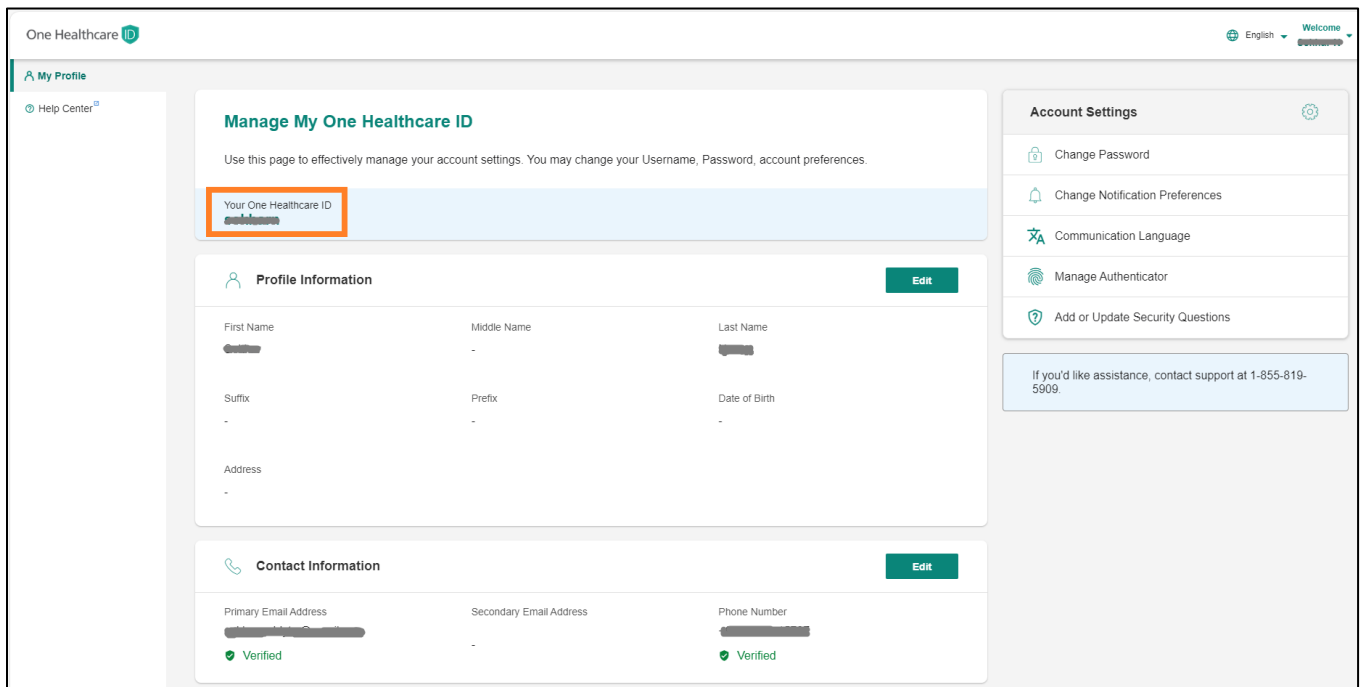 One Healthcare ID
English
Welcome
My Profile
Help Center
Manage My One Healthcare ID
Use this page to effectively manage your account settings. You may change your Username, Password, account preferences.
Your One Healthcare ID
Profile Information
Edit
First Name Middle Name Last Name
-
Suffix Prefix Date of Birth
- - -
Address
-
Contact Information
Edit
Primary Email Address Secondary Email Address Phone Number
-
Verified Verified
Account Settings
Change Password
Change Notification Preferences
Communication Language
Manage Authenticator
Add or Update Security Questions
If you'd like assistance, contact support at 1-855-819-
5909.